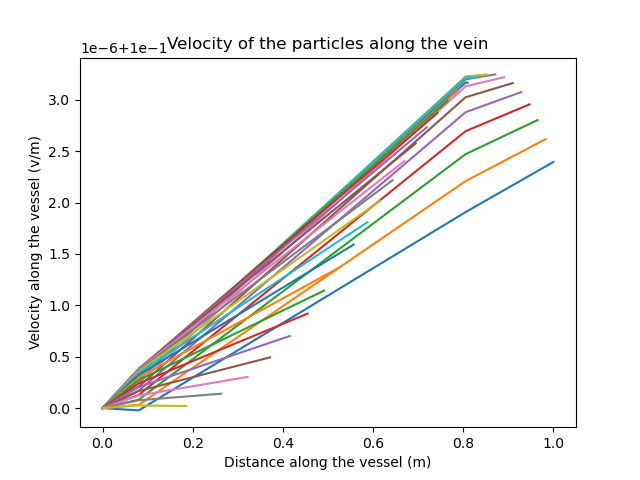 1e−6+1e−1
Velocity of the particles along the vein
Velocity along the vessel (v/m)
3.0
2.5
2.0
1.5
1.0
0.5
0.0
0.0 0.2 0.4 0.6 0.8 1.0
Distance along the vessel (m)